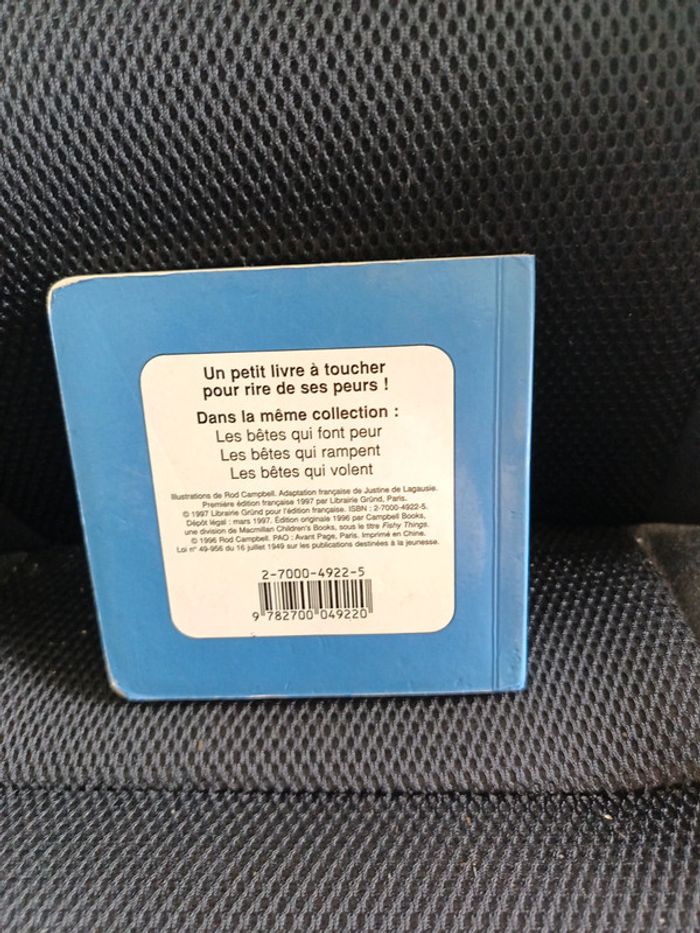 Un petit livre à toucher
pour rire de ses peurs !
Dans la même collection :
Les bêtes qui font peur
Les bêtes qui rampent
Les bêtes qui volent
Illustrations de Rod Campbell. Adaptation française de Justine de Lagausie.
Première édition française 1997 par Librairie Gründ, Paris.
© 1997 Librairie Gründ pour l'édition française. ISBN : 2-7000-4922-5.
Dépôt légal : mars 1997. Édition originale 1996 par Campbell Books,
une division de Macmillan Children's Books, sous le titre Fishy Things.
© 1996 Rod Campbell. PAO : Avant Page, Paris. Imprimé en Chine.
Loi n° 49-956 du 16 juillet 1949 sur les publications destinées à la jeunesse.
2-7000-4922-5
9 782700 049220